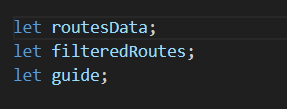 let routesData;
let filteredRoutes;
let guide;